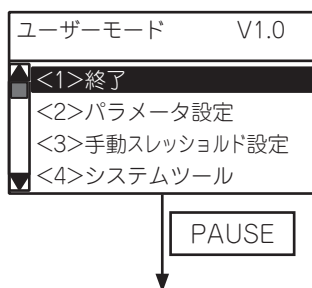 ユーザーモード V1.0
<1>終了
<2>パラメータ設定
<3>手動スレッショルド設定
<4>システムツール
PAUSE